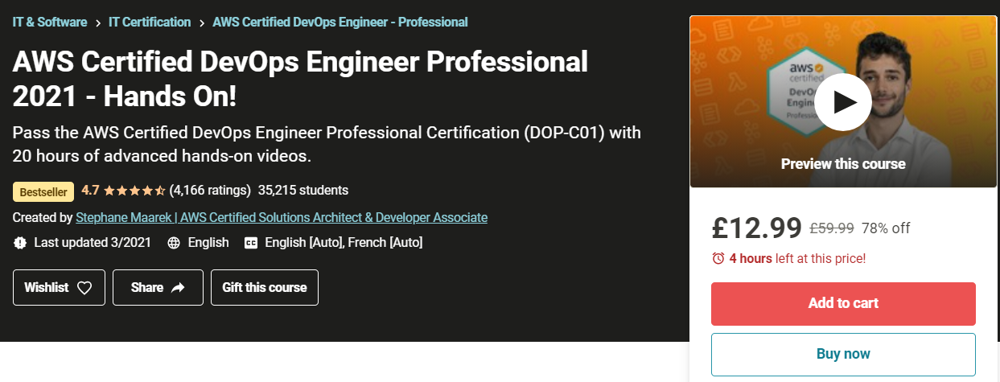 IT & Software > IT Certification > AWS Certified DevOps Engineer - Professional
AWS Certified DevOps Engineer Professional
2021 - Hands On!
Pass the AWS Certified DevOps Engineer Professional Certification (DOP-C01) with
20 hours of advanced hands-on videos.
Bestseller 4.7 (4,166 ratings) 35,215 students
Created by Stephane Maarek | AWS Certified Solutions Architect & Developer Associate
Last updated 3/2021 English CC English [Auto], French [Auto]
Wishlist Share Gift this course
aws
certified
Professio
Preview this course
£12.99 £59.99 78% off
4 hours left at this price!
Add to cart
Buy now